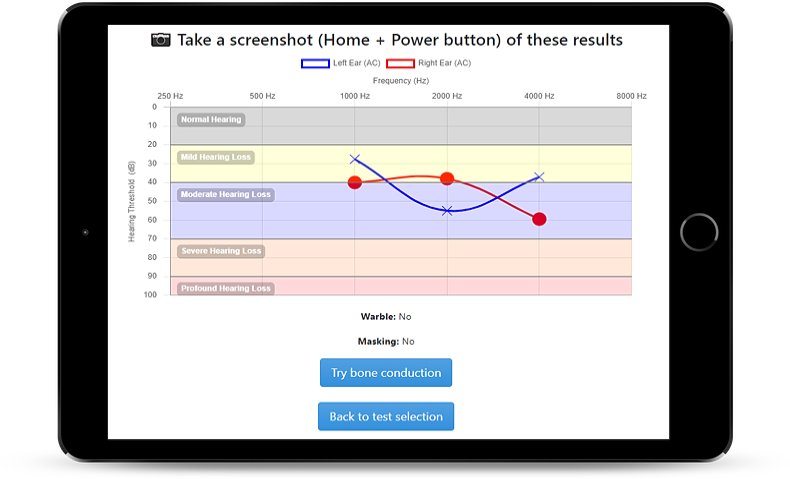 Take a screenshot (Home + Power button) of these results
Left Ear (AC) Right Ear (AC)
Frequency (Hz)
250 Hz 500 Hz 1000 Hz 2000 Hz 4000 Hz 8000 Hz
Hearing Threshold (dB)
0
Normal Hearing
10
20
Mild Hearing Loss
30
40
Moderate Hearing Loss
50
60
70
Severe Hearing Loss
80
90
Profound Hearing Loss
100
Warble: No
Masking: No
Try bone conduction
Back to test selection